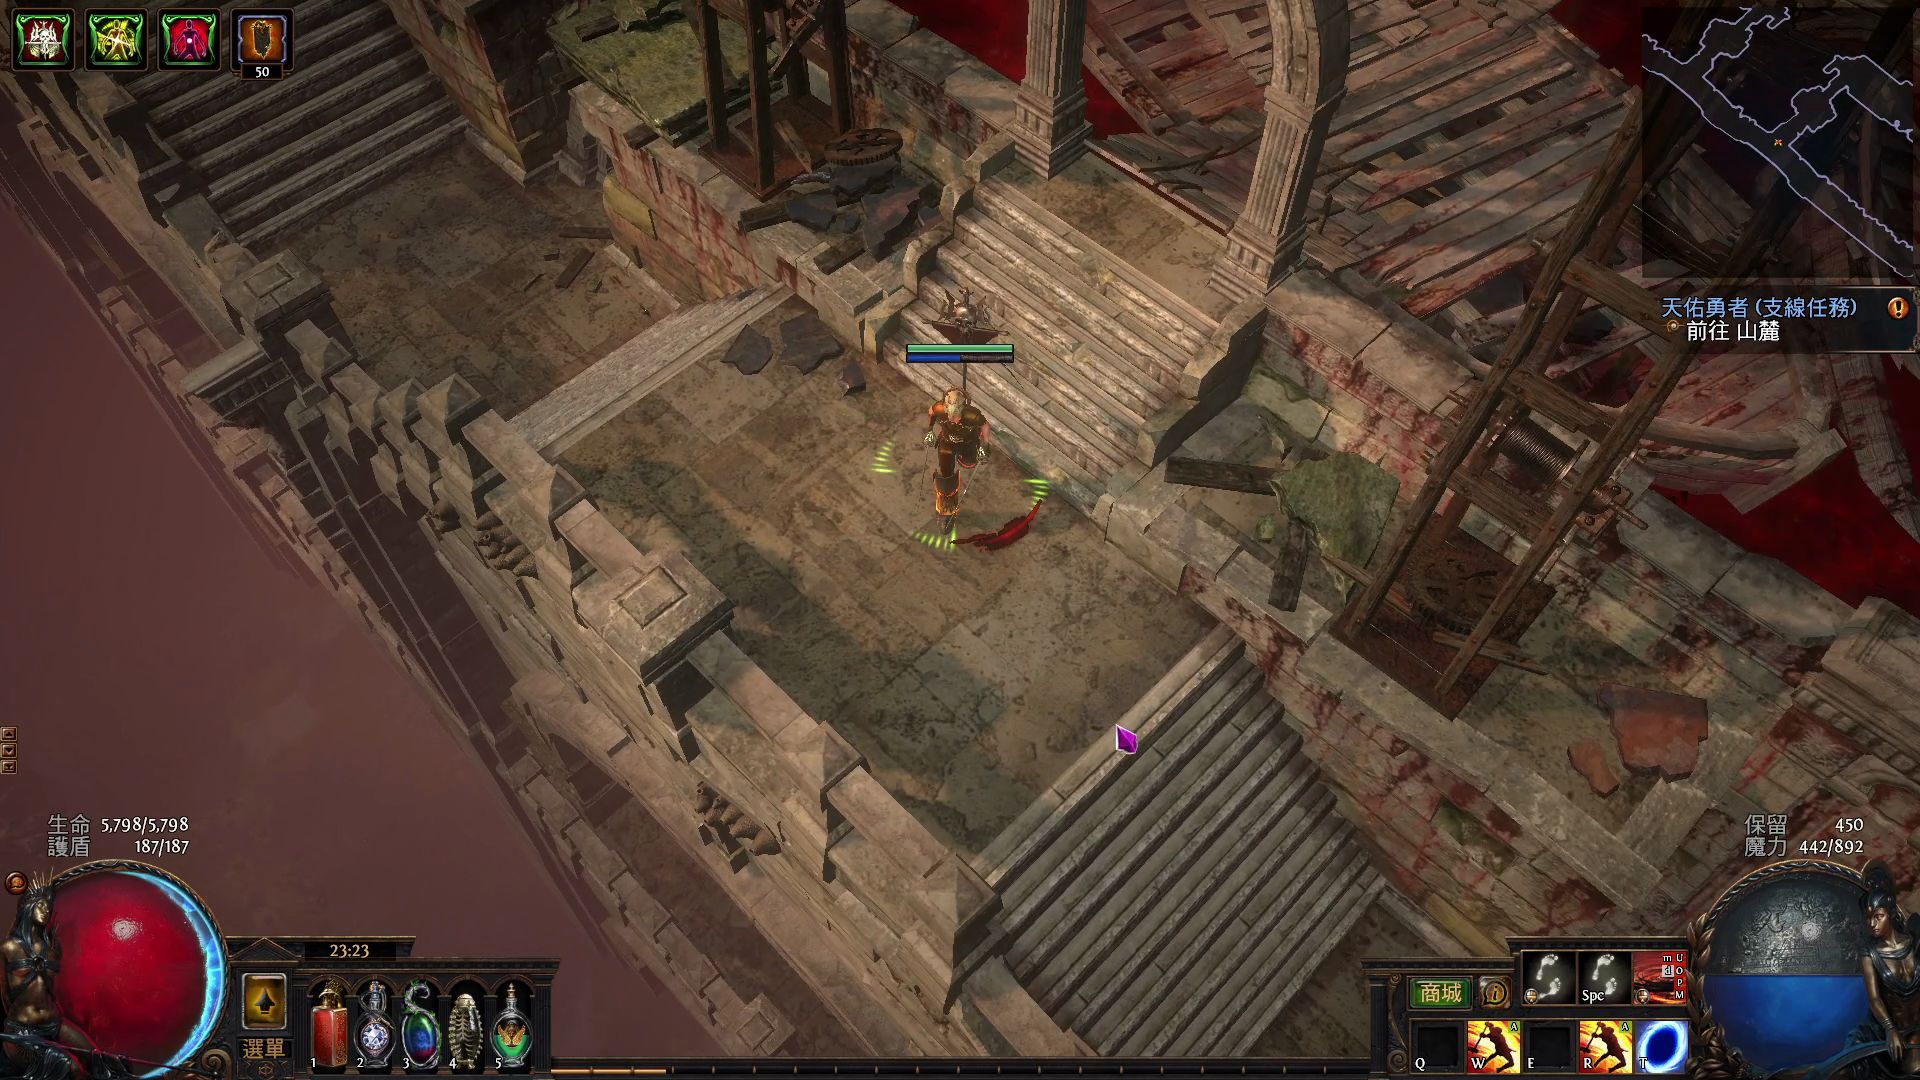 50
天佑勇者 (支線任務)
前往 山麓
生命 5,798/5,798
護盾 187/187
保留 450
魔力 442/892
23:23
選單
1 2 3 4 5
商城
Spc
m U
d O
P
M
Q W A E R A T